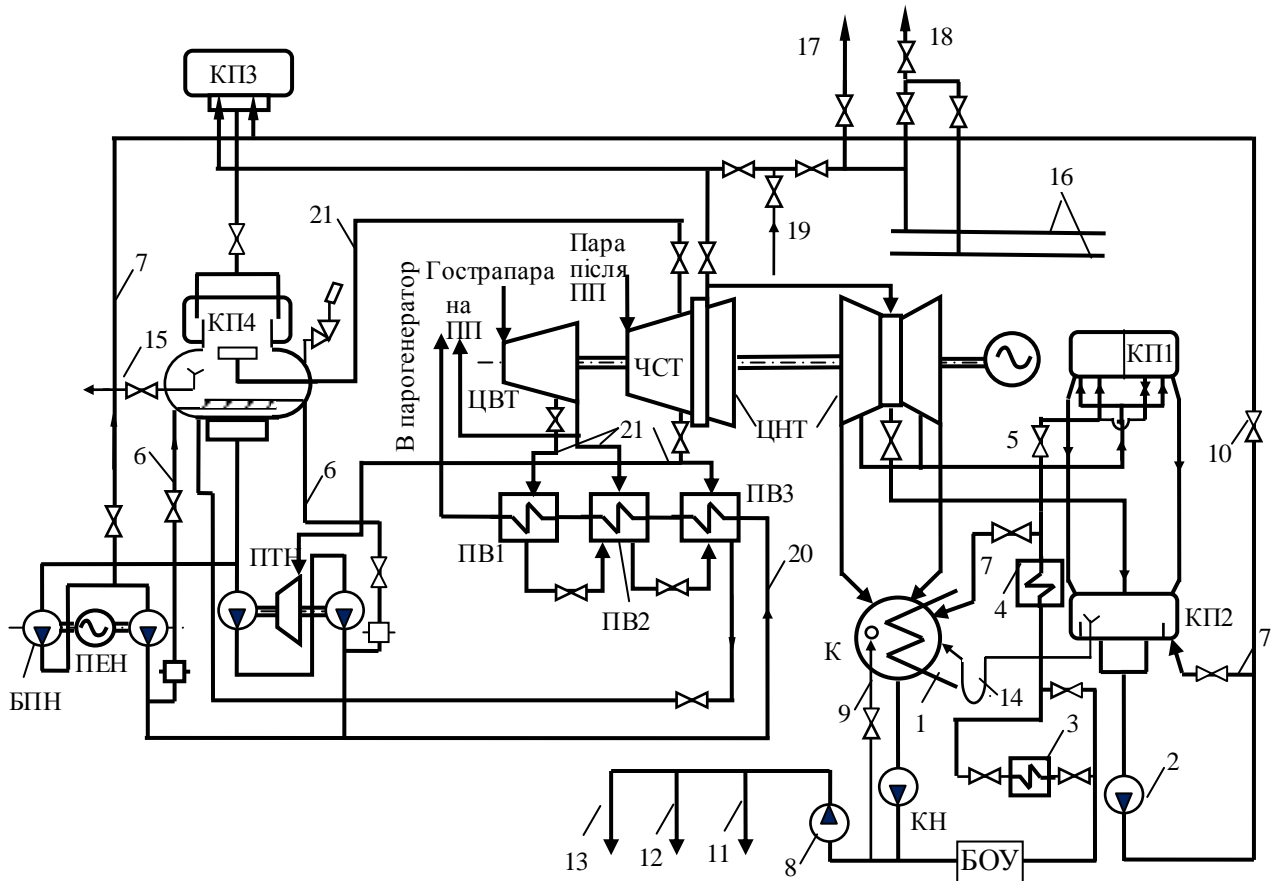 17
18
КП3
16
21
19
7
Пара
після
ПП
Гостра пара
В парогенератор
на
ПП
КП4
КП1
15
ЧСТ
ЦВТ
ЦНТ
21
5
10
6
6
ПВ3
ПТН
ПВ1
20
7
4
ПВ2
КП2
К
7
ПЕН
БПН
9
1
14
3
2
КН
13
12
11
8
БОУ